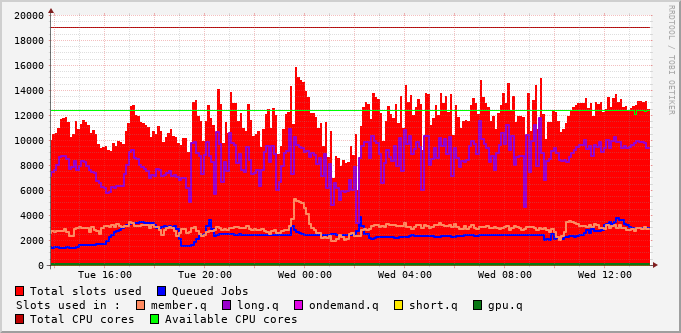 20000
18000
16000
14000
12000
10000
8000
6000
4000
2000
0
Tue 16:00 Tue 20:00 Wed 00:00 Wed 04:00 Wed 08:00 Wed 12:00
RRDTOOL / TOBI OETIKER
Total slots used Queued Jobs
Slots used in : member.q long.q ondemand.q short.q gpu.q
Total CPU cores Available CPU cores